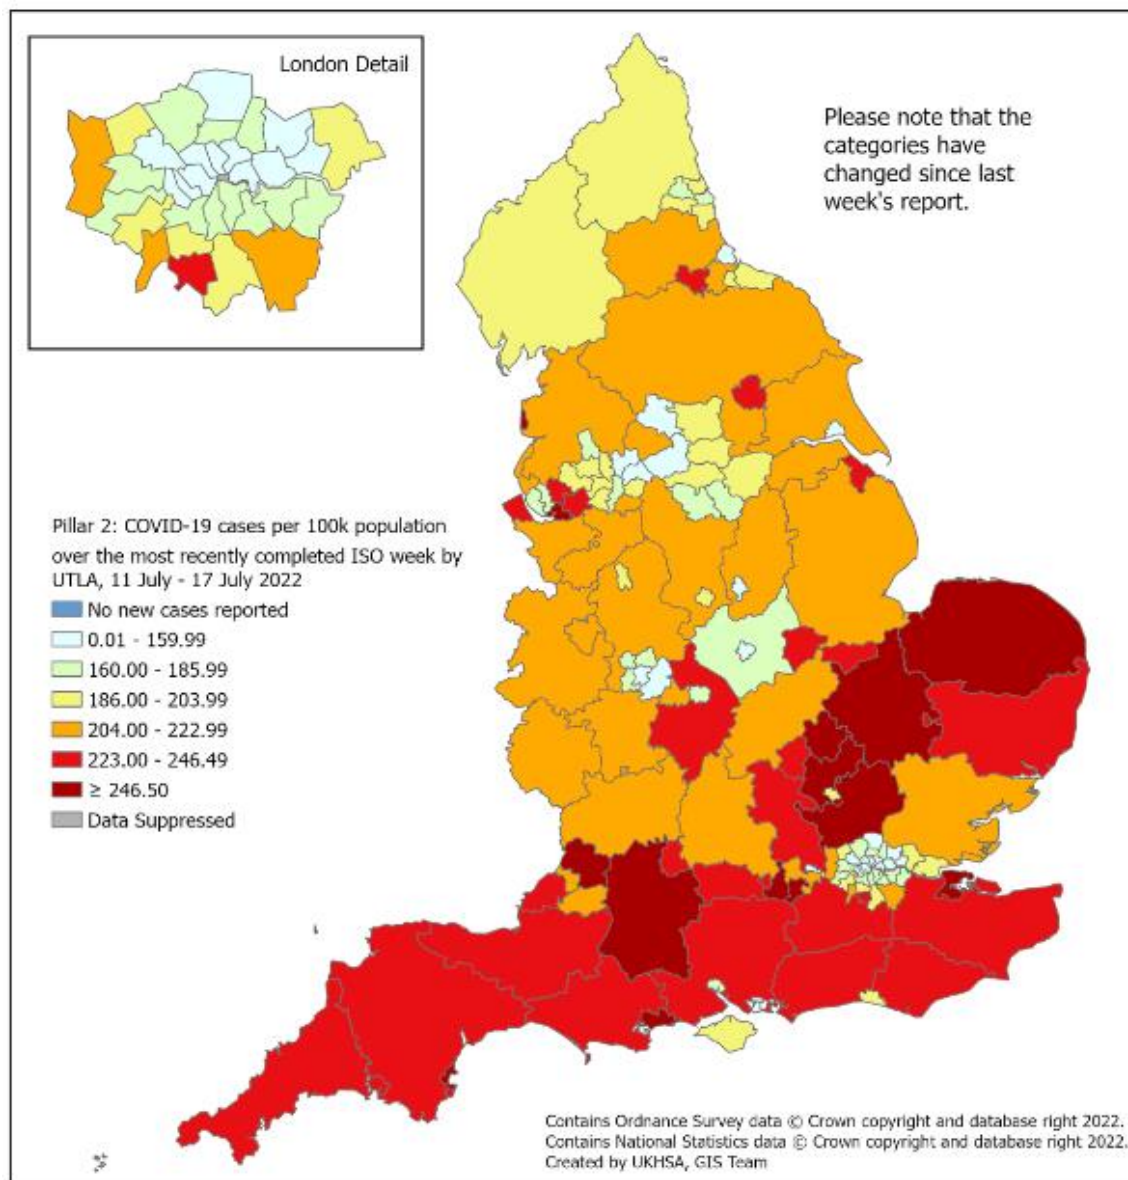 London Detail
Please note that the
categories have
changed since last
week's report.
Pillar 2: COVID-19 cases per 100k population
over the most recently completed ISO week by
UTLA, 11 July - 17 July 2022
No new cases reported
0.01 - 159.99
160.00 - 185.99
186.00 - 203.99
204.00 - 222.99
223.00 - 246.49
≥ 246.50
Data Suppressed
Contains Ordnance Survey data © Crown copyright and database right 2022.
Contains National Statistics data © Crown copyright and database right 2022.
Created by UKHSA, GIS Team